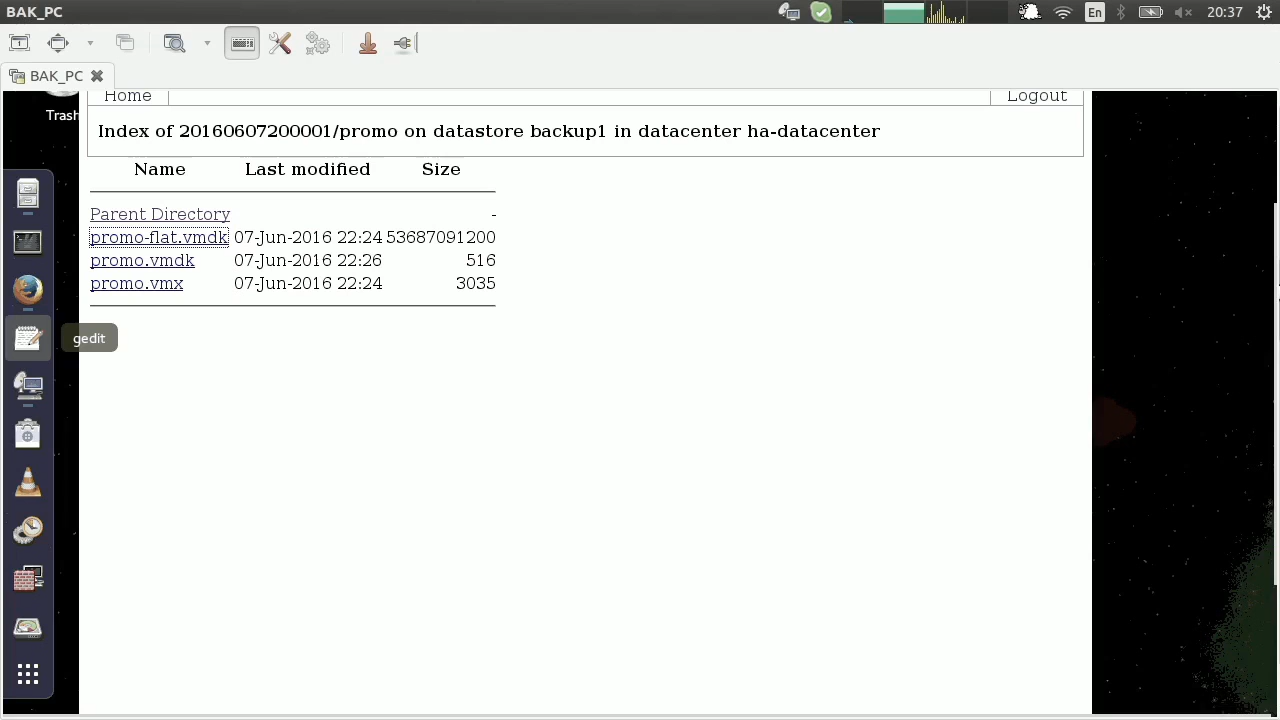 BAK_PC
En
20:37
BAK_PC
Trash
Home
Logout
Index of 20160607200001/promo on datastore backup1 in datacenter ha-datacenter
Name Last modified Size
Parent Directory -
promo-flat.vmdk 07-Jun-2016 22:24 53687091200
promo.vmdk 07-Jun-2016 22:26 516
promo.vmx 07-Jun-2016 22:24 3035
gedit